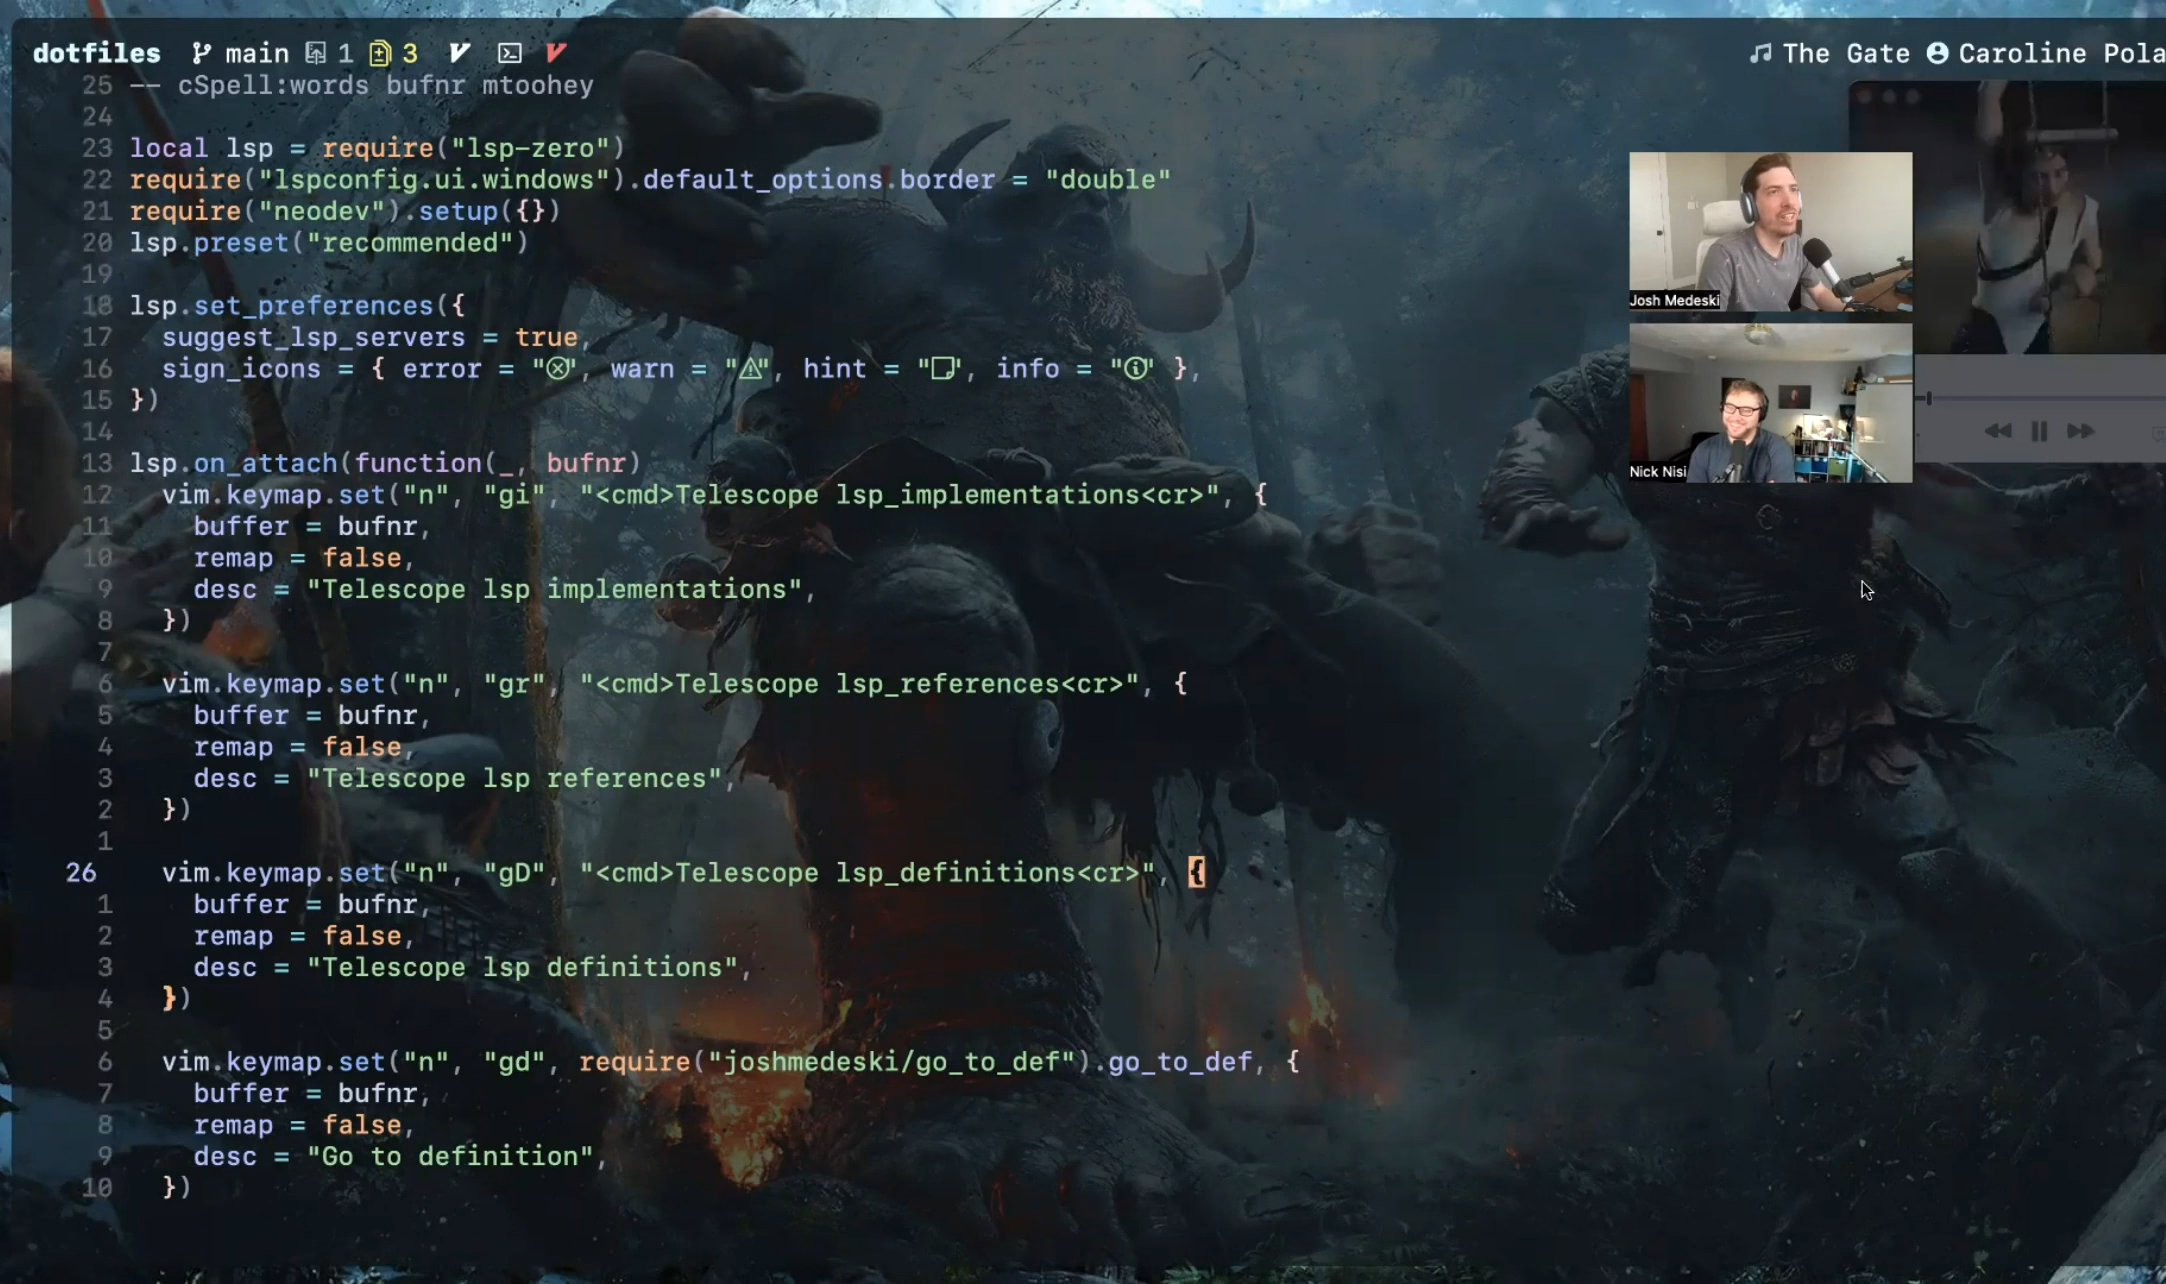 dotfiles main 1 3 The Gate Caroline Pola
25 -- cSpell:words bufnr mtoohey
24
23 local lsp = require("lsp-zero")
22 require("lspconfig.ui.windows").default_options.border = "double"
21 require("neodev").setup({})
20 lsp.preset("recommended")
19
18 lsp.set_preferences({
17 suggest_lsp_servers = true,
16 sign_icons = { error = "ⓧ", warn = "⚠", hint = "", info = "ⓘ" },
15 })
14
13 lsp.on_attach(function(_, bufnr)
12 vim.keymap.set("n", "gi", "<cmd>Telescope lsp_implementations<cr>", {
11 buffer = bufnr,
10 remap = false,
9 desc = "Telescope lsp implementations",
8 })
7
6 vim.keymap.set("n", "gr", "<cmd>Telescope lsp_references<cr>", {
5 buffer = bufnr,
4 remap = false,
3 desc = "Telescope lsp references",
2 })
1
26 vim.keymap.set("n", "gD", "<cmd>Telescope lsp_definitions<cr>", {
1 buffer = bufnr,
2 remap = false,
3 desc = "Telescope lsp definitions",
4 })
5
6 vim.keymap.set("n", "gd", require("joshmedeski/go_to_def").go_to_def, {
7 buffer = bufnr,
8 remap = false,
9 desc = "Go to definition",
10 })
Josh Medeski
Nick Nisi